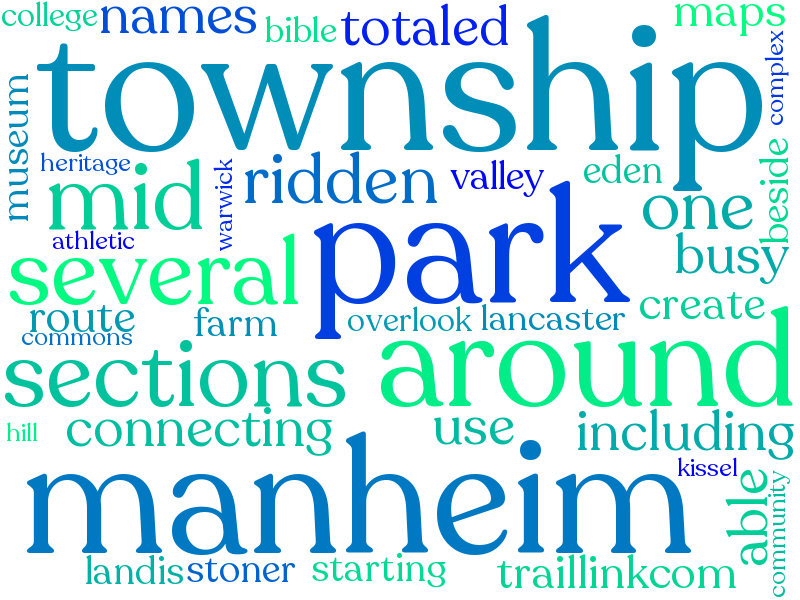 college names bible totaled maps
township
complex
museum
heritage
mid
warwick
ridden
valley
eden
beside
one
athletic
park
busy
several
route
farm
overlook lancaster
create
commons
sections
around
hill
connecting
use
including
manheim
kissel
able
community
landis stoner starting traillinkcom